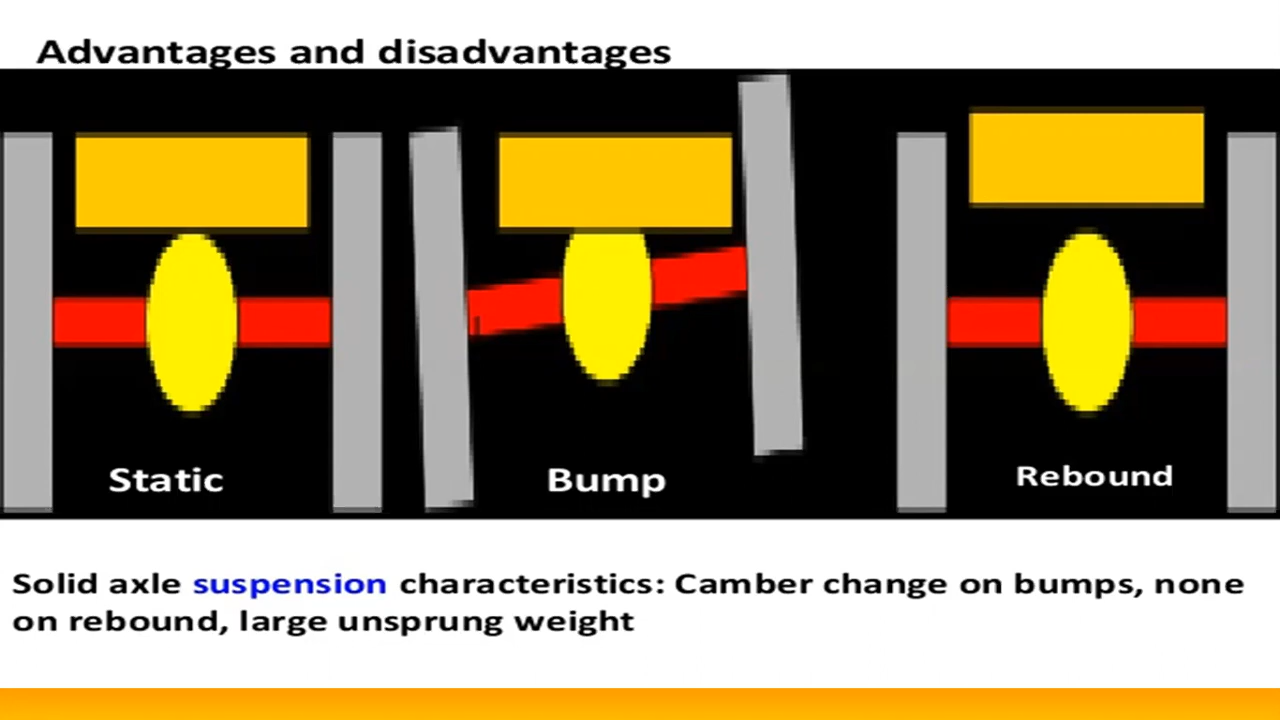 Advantages and disadvantages
Static
Bump
Rebound
Solid axle suspension characteristics: Camber change on bumps, none
on rebound, large unsprung weight